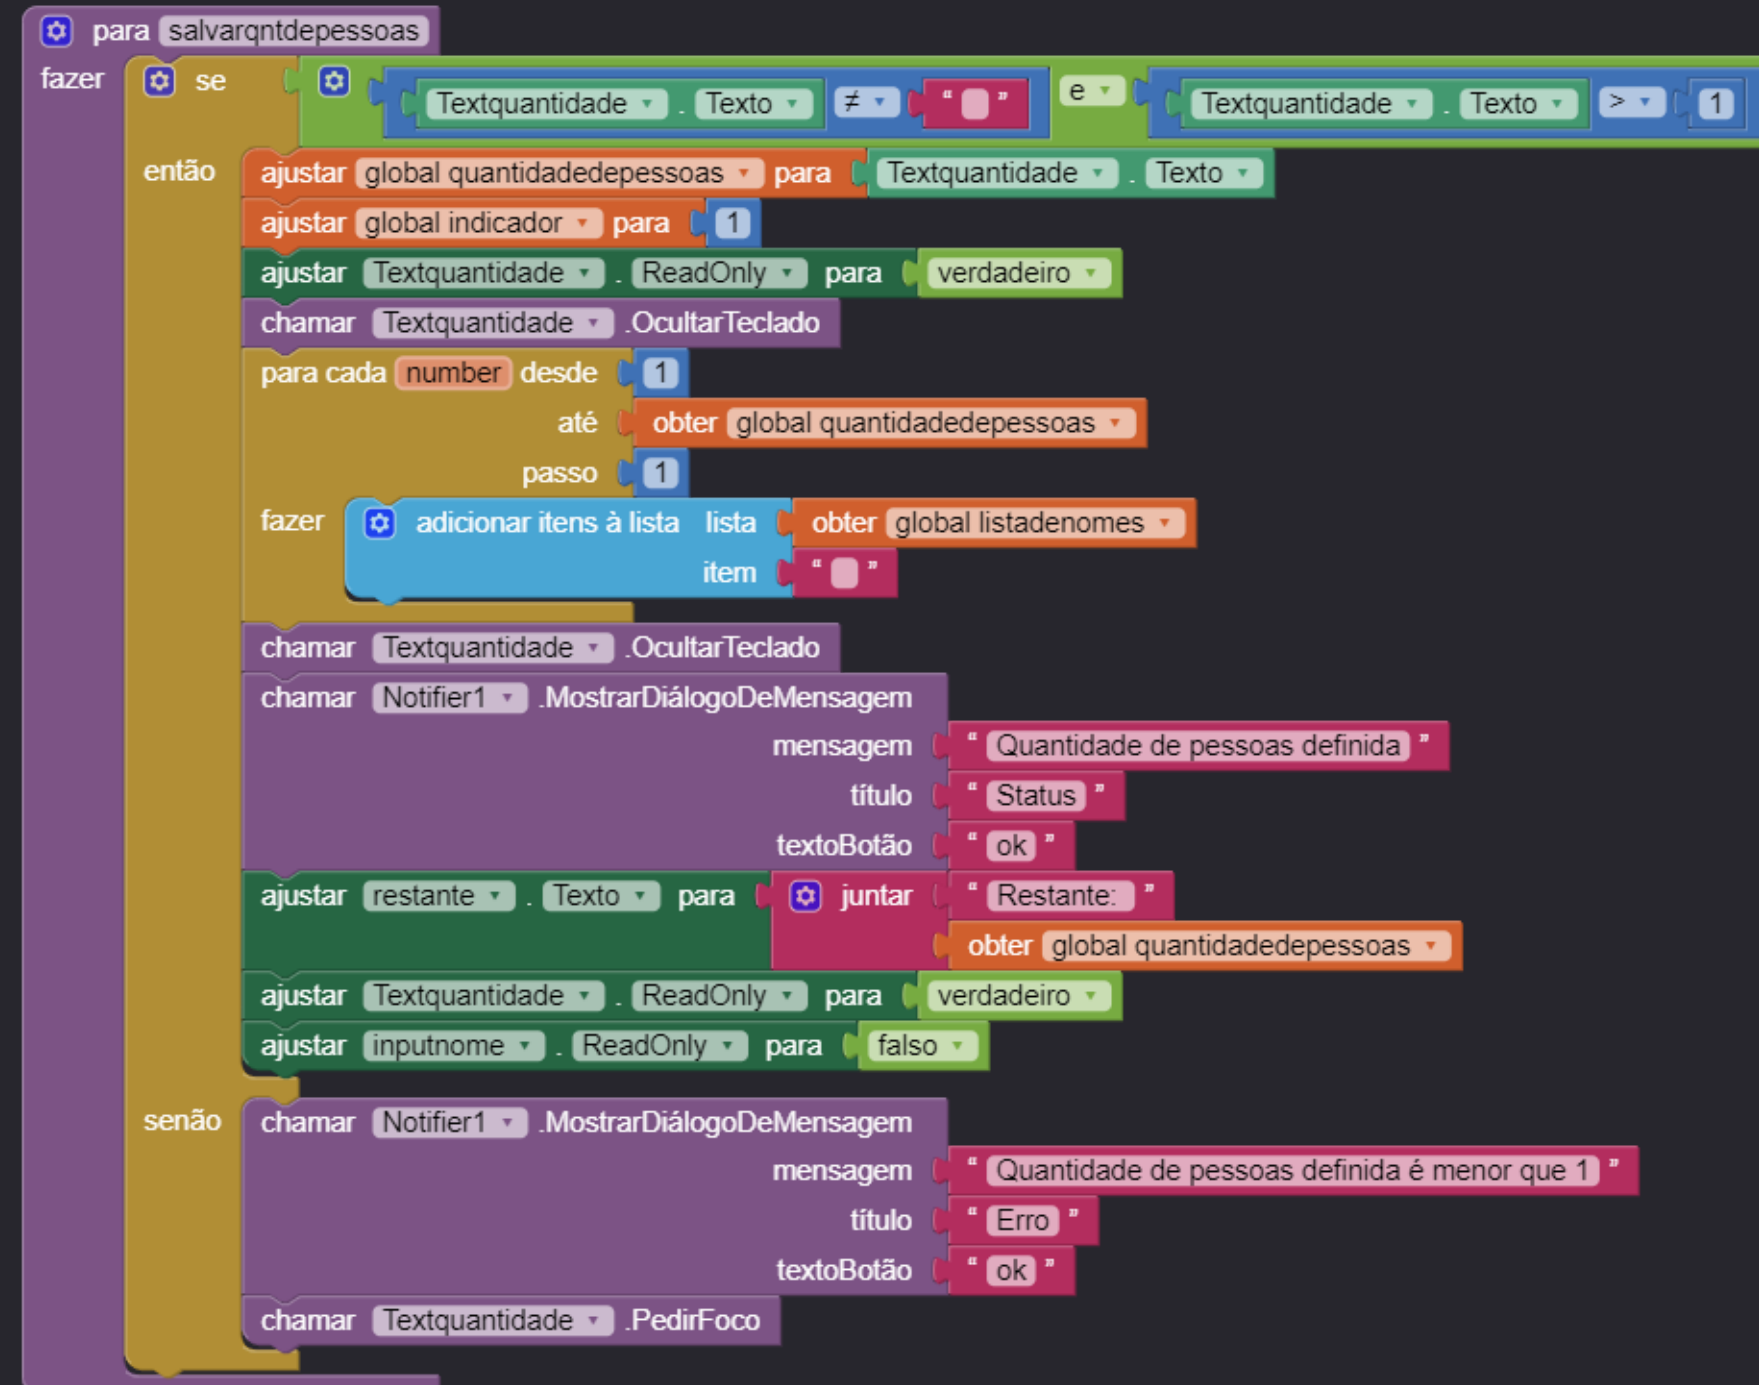 para salvarqntdepessoas
fazer se Textquantidade . Texto ≠ “ ” e Textquantidade . Texto > 1
então ajustar global quantidadedepessoas para Textquantidade . Texto
ajustar global indicador para 1
ajustar Textquantidade . ReadOnly para verdadeiro
chamar Textquantidade .OcultarTeclado
para cada number desde 1
até obter global quantidadedepessoas
passo 1
fazer adicionar itens à lista lista obter global listadenomes
item “ ”
chamar Textquantidade .OcultarTeclado
chamar Notifier1 .MostrarDiálogoDeMensagem
mensagem “ Quantidade de pessoas definida ”
título “ Status ”
textoBotão “ ok ”
ajustar restante . Texto para juntar “ Restante: ”
obter global quantidadedepessoas
ajustar Textquantidade . ReadOnly para verdadeiro
ajustar inputnome . ReadOnly para falso
senão chamar Notifier1 .MostrarDiálogoDeMensagem
mensagem “ Quantidade de pessoas definida é menor que 1 ”
título “ Erro ”
textoBotão “ ok ”
chamar Textquantidade .PedirFoco